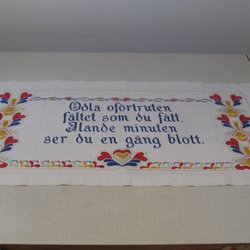 Odla oförtruten
fältet som du fått.
Ilande minuten
ser du en gång blott.